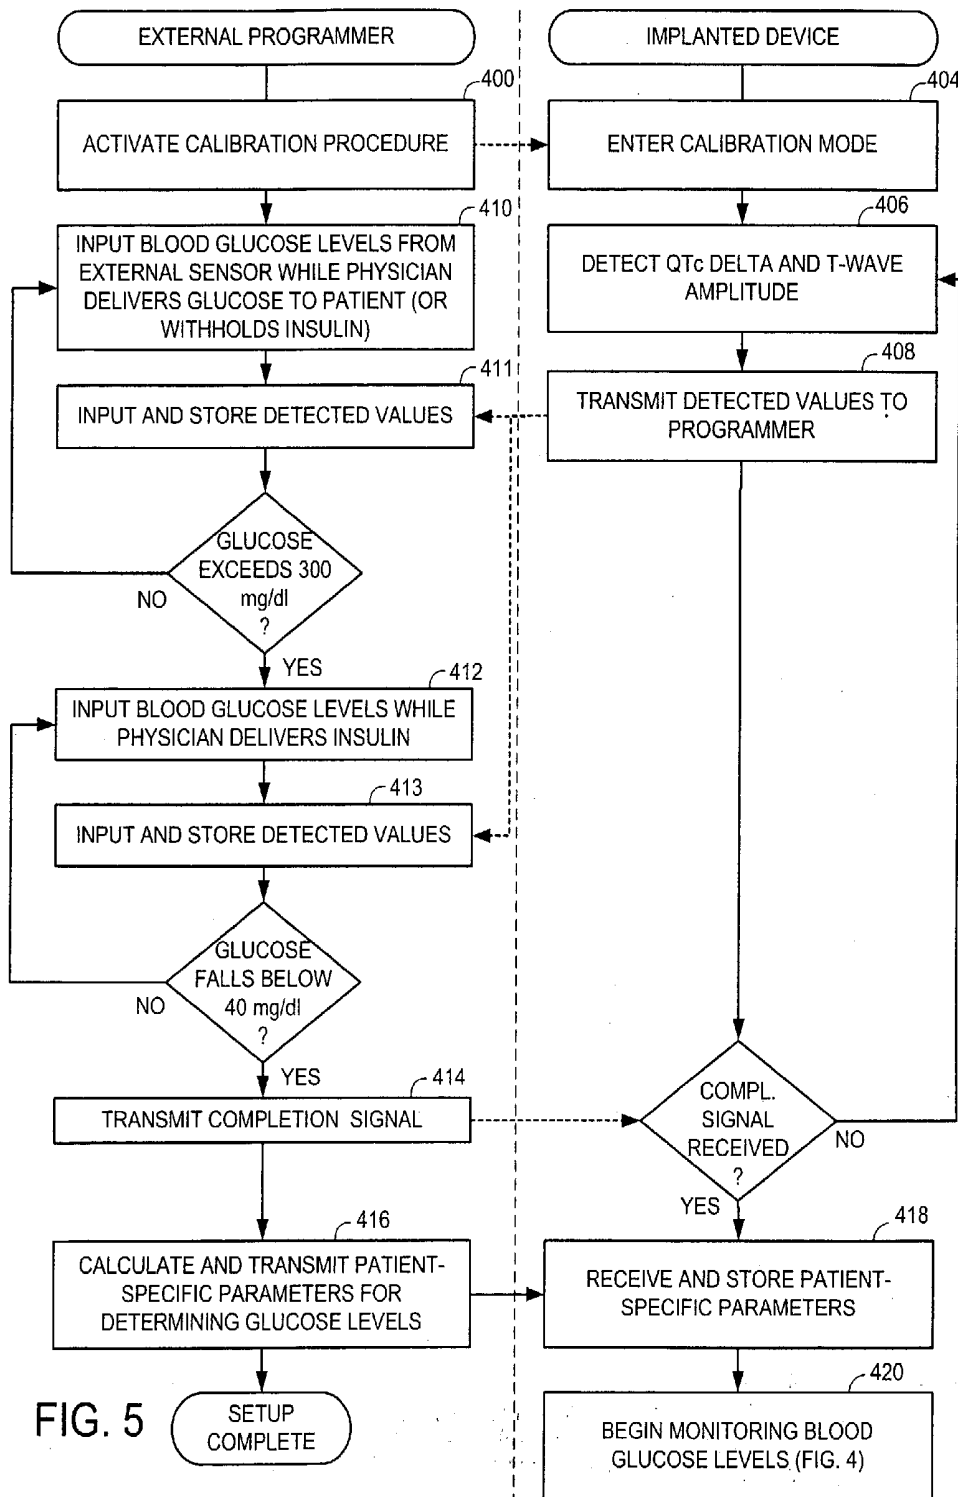 EXTERNAL PROGRAMMER
IMPLANTED DEVICE
400
ACTIVATE CALIBRATION PROCEDURE
404
ENTER CALIBRATION MODE
410
INPUT BLOOD GLUCOSE LEVELS FROM
EXTERNAL SENSOR WHILE PHYSICIAN
DELIVERS GLUCOSE TO PATIENT (OR
WITHHOLDS INSULIN)
406
DETECT QTc DELTA AND T-WAVE
AMPLITUDE
411
INPUT AND STORE DETECTED VALUES
408
TRANSMIT DETECTED VALUES TO
PROGRAMMER
GLUCOSE
EXCEEDS 300
mg/dl
?
NO
YES
412
INPUT BLOOD GLUCOSE LEVELS WHILE
PHYSICIAN DELIVERS INSULIN
413
INPUT AND STORE DETECTED VALUES
GLUCOSE
FALLS BELOW
40 mg/dl
?
NO
YES
414
TRANSMIT COMPLETION SIGNAL
COMPL.
SIGNAL
RECEIVED
?
NO
YES
416
CALCULATE AND TRANSMIT PATIENT-
SPECIFIC PARAMETERS FOR
DETERMINING GLUCOSE LEVELS
418
RECEIVE AND STORE PATIENT-
SPECIFIC PARAMETERS
SETUP
COMPLETE
420
BEGIN MONITORING BLOOD
GLUCOSE LEVELS (FIG. 4)
FIG. 5